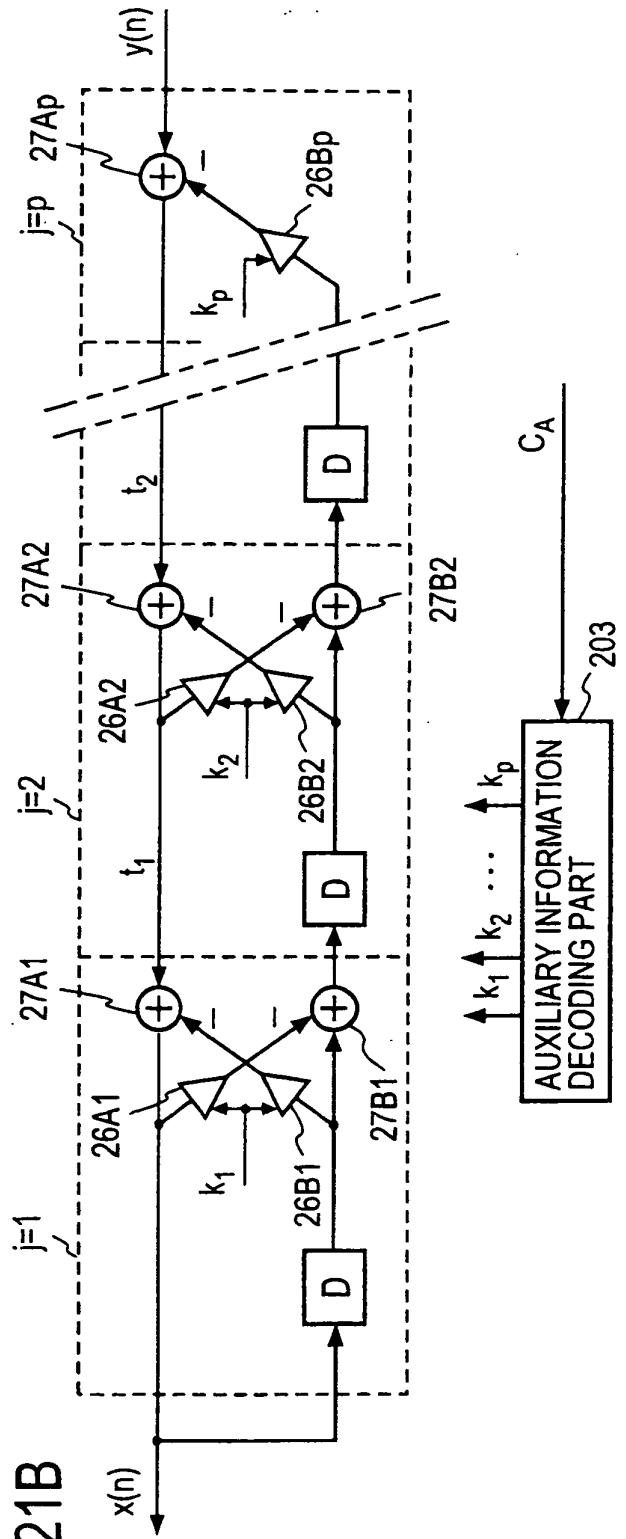 21B
j=1
j=2
j=p
x(n)
26A1
27A1
k₁
26B1
27B1
D
−
−
t₁
26A2
27A2
k₂
26B2
27B2
D
−
−
t₂
D
27Ap
y(n)
−
kₚ
26Bp
k₁
k₂
...
kₚ
AUXILIARY INFORMATION
DECODING PART
203
C_A